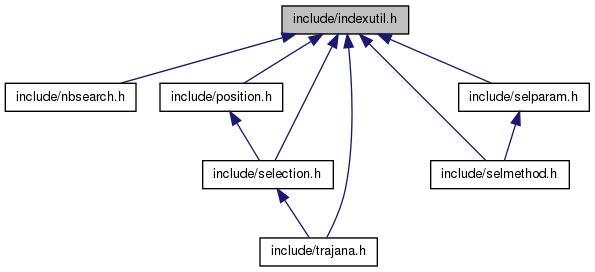 include/indexutil.h
include/nbsearch.h
include/position.h
include/selparam.h
include/selection.h
include/selmethod.h
include/trajana.h